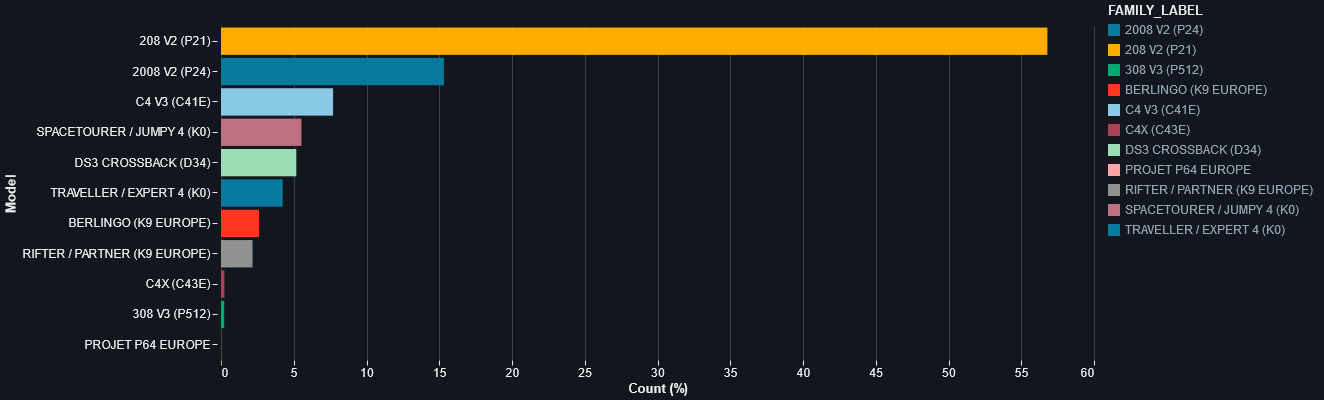 FAMILY_LABEL
2008 V2 (P24)
208 V2 (P21)
308 V3 (P512)
BERLINGO (K9 EUROPE)
C4 V3 (C41E)
C4X (C43E)
DS3 CROSSBACK (D34)
PROJET P64 EUROPE
RIFTER / PARTNER (K9 EUROPE)
SPACETOURER / JUMPY 4 (K0)
TRAVELLER / EXPERT 4 (K0)
Model
208 V2 (P21)
2008 V2 (P24)
C4 V3 (C41E)
SPACETOURER / JUMPY 4 (K0)
DS3 CROSSBACK (D34)
TRAVELLER / EXPERT 4 (K0)
BERLINGO (K9 EUROPE)
RIFTER / PARTNER (K9 EUROPE)
C4X (C43E)
308 V3 (P512)
PROJET P64 EUROPE
0 5 10 15 20 25 30 35 40 45 50 55 60
Count (%)